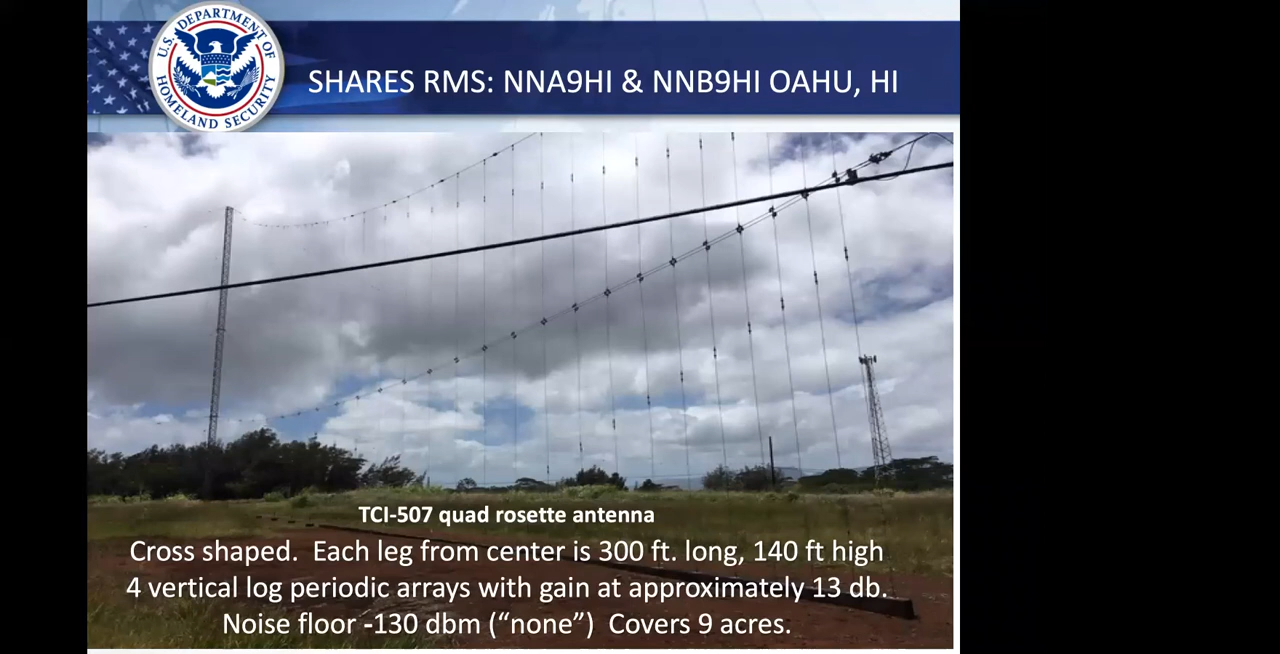 U.S. DEPARTMENT OF
HOMELAND SECURITY
SHARES RMS: NNA9HI & NNB9HI OAHU, HI
TCI-507 quad rosette antenna
Cross shaped. Each leg from center is 300 ft. long, 140 ft high
4 vertical log periodic arrays with gain at approximately 13 db.
Noise floor -130 dbm (“none”) Covers 9 acres.